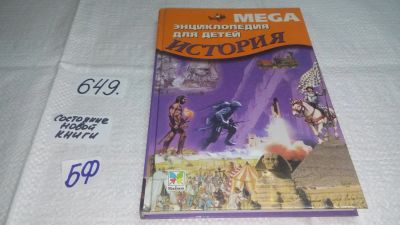 MEGA
ЭНЦИКЛОПЕДИЯ
ДЛЯ ДЕТЕЙ
ИСТОРИЯ
649.
состояние
новой
книги
БФ